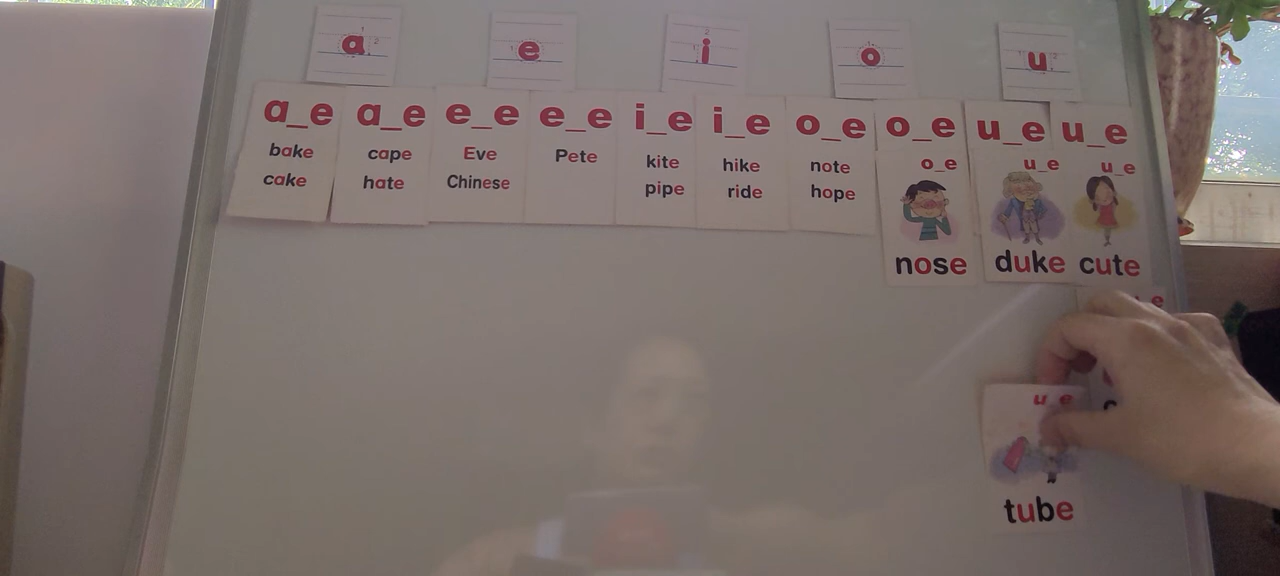 a
e
i
o
u
a_e
bake
cake
a_e
cape
hate
e_e
Eve
Chinese
e_e
Pete
i_e
kite
pipe
i_e
hike
ride
o_e
note
hope
o_e
o_e
nose
u_e
u_e
duke
u_e
u_e
cute
u_e
tube